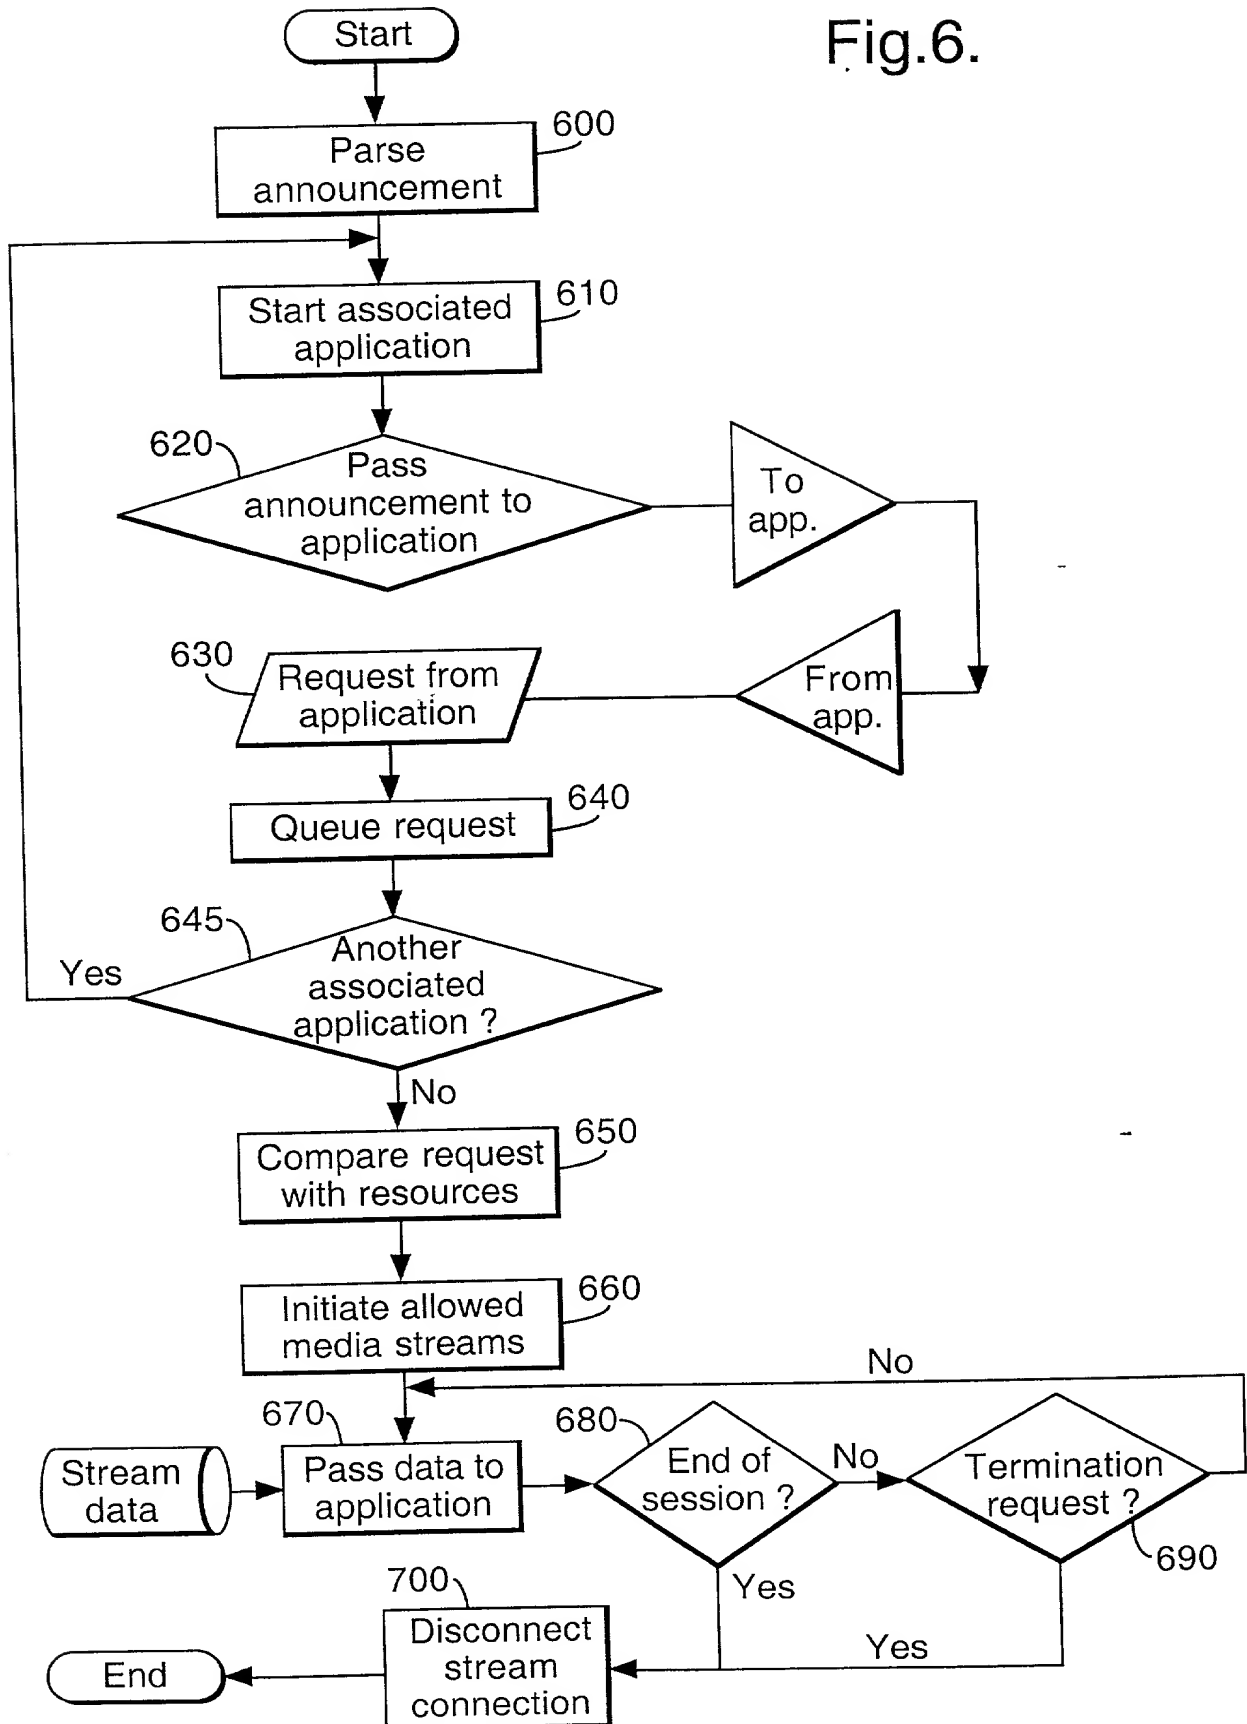 Start
Fig.6.
600
Parse
announcement
610
Start associated
application
620
Pass
announcement to
application
To
app.
630
Request from
application
From
app.
640
Queue request
645
Another
associated
application ?
Yes
No
650
Compare request
with resources
660
Initiate allowed
media streams
No
670
680
Stream
data
Pass data to
application
End of
session ?
No
Termination
request ?
690
Yes
700
Disconnect
stream
connection
Yes
End